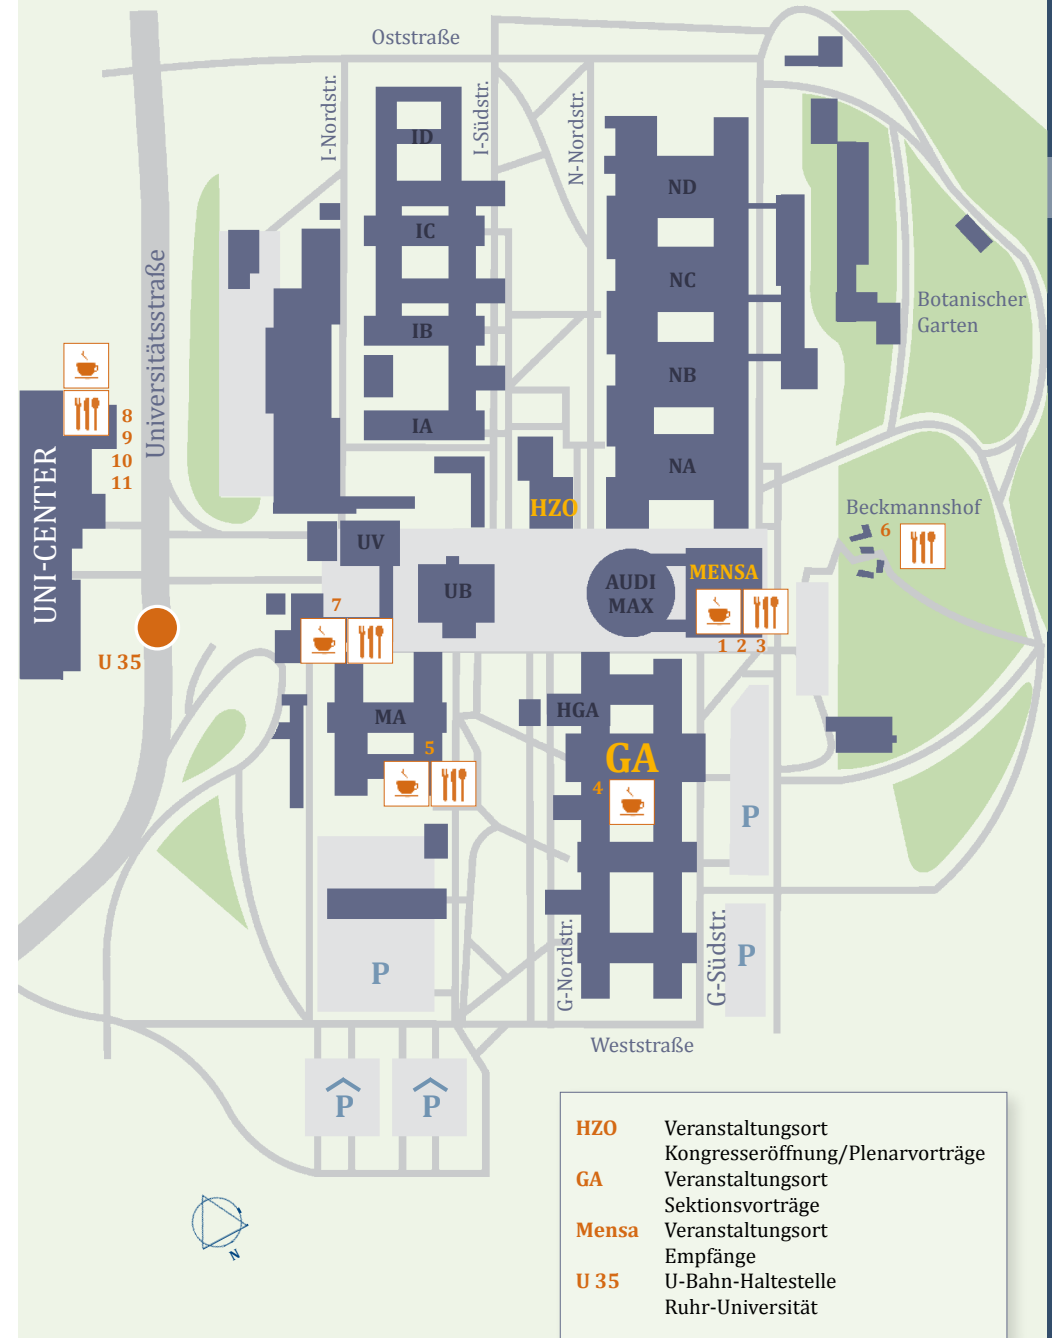 Oststraße
I-Nordstr.
I-Südstr.
N-Nordstr.
ID
ND
IC
NC
Universitätsstraße
Botanischer
Garten
IB
NB
IA
8
9
10
11
NA
UNI-CENTER
HZO
Beckmannshof
6
UV
MENSA
AUDI
MAX
UB
7
1 2 3
U 35
MA
HGA
5
GA
4
P
G-Nordstr.
G-Südstr.
P
P
Weststraße
P
P
N
HZO Veranstaltungsort
Kongresseröffnung/Plenarvorträge
GA Veranstaltungsort
Sektionsvorträge
Mensa Veranstaltungsort
Empfänge
U 35 U-Bahn-Haltestelle
Ruhr-Universität